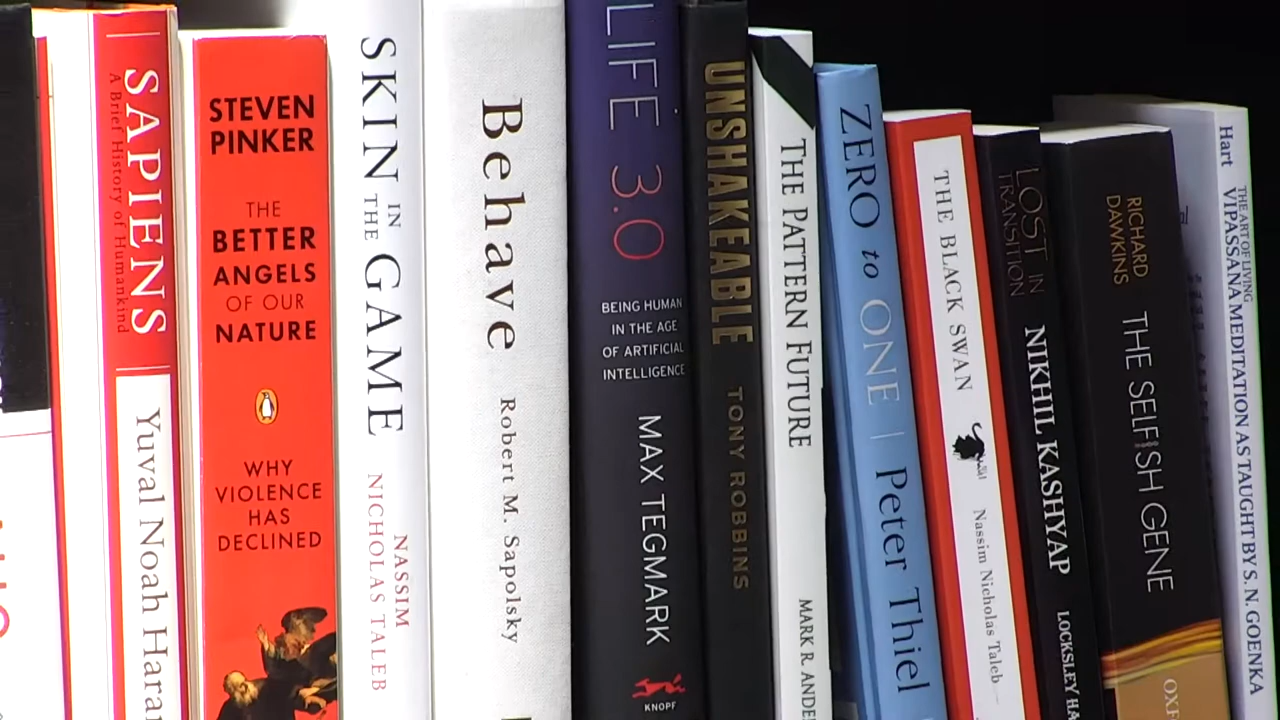 SAPIENS
A Brief History of Humankind
Yuval Noah Harar
STEVEN
PINKER
THE
BETTER
ANGELS
OF OUR
NATURE
WHY
VIOLENCE
HAS
DECLINED
SKIN IN THE GAME
NASSIM
NICHOLAS TALEB
Behave
Robert M. Sapolsky
LIFE 3.0
BEING HUMAN
IN THE AGE
OF ARTIFICIAL
INTELLIGENCE
MAX TEGMARK
KNOPF
UNSHAKEABLE
TONY ROBBINS
THE PATTERN FUTURE
MARK R. ANDE
ZERO to ONE | Peter Thiel
THE BLACK SWAN
Nassim Nicholas Taleb
LOST IN
TRANSITION
NIKHIL KASHYAP
LOCKSLEY HA
RICHARD
DAWKINS
THE SELFISH GENE
OXF
Hart
THE ART OF LIVING
VIPASSANA MEDITATION AS TAUGHT BY S. N. GOENKA